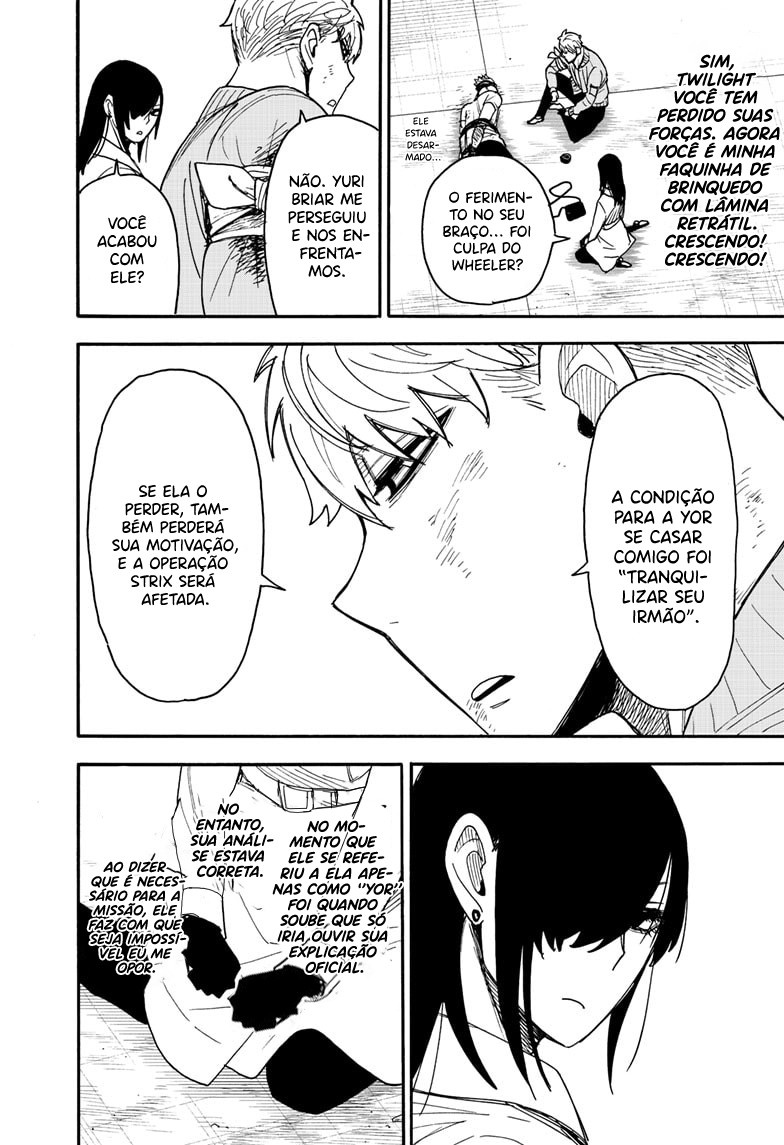 SIM,
TWILIGHT
VOCÊ TEM
PERDIDO SUAS
FORÇAS. AGORA
VOCÊ É MINHA
FAQUINHA DE
BRINQUEDO
COM LÂMINA
RETRÁTIL.
CRESCENDO!
CRESCENDO!
O FERIMEN-
TO NO SEU
BRAÇO... FOI
CULPA DO
WHEELER?
ELE
ESTAVA
DESAR-
MADO...
NÃO. YURI
BRIAR ME
PERSEGUIU
E NOS EN-
FRENTA-
MOS.
VOCÊ
ACABOU
COM
ELE?
A CONDIÇÃO
PARA A YOR
SE CASAR
COMIGO FOI
“TRANQUI-
LIZAR SEU
IRMÃO”.
SE ELA O
PERDER, TAM-
BÉM PERDERÁ
SUA MOTIVAÇÃO,
E A OPERAÇÃO
STRIX SERÁ
AFETADA.
NO MO-
MENTO QUE
ELE SE REFE-
RIU A ELA APE-
NAS COMO “YOR”,
FOI QUANDO
SOUBE QUE SÓ
IRIA OUVIR SUA
EXPLICAÇÃO
OFICIAL.
NO
ENTANTO,
SUA ANÁLI-
SE ESTAVA
CORRETA.
AO DIZER
QUE É NECES-
SÁRIO PARA A
MISSÃO, ELE
FAZ COM QUE
SEJA IMPOSSÍ-
VEL EU ME
OPOR.